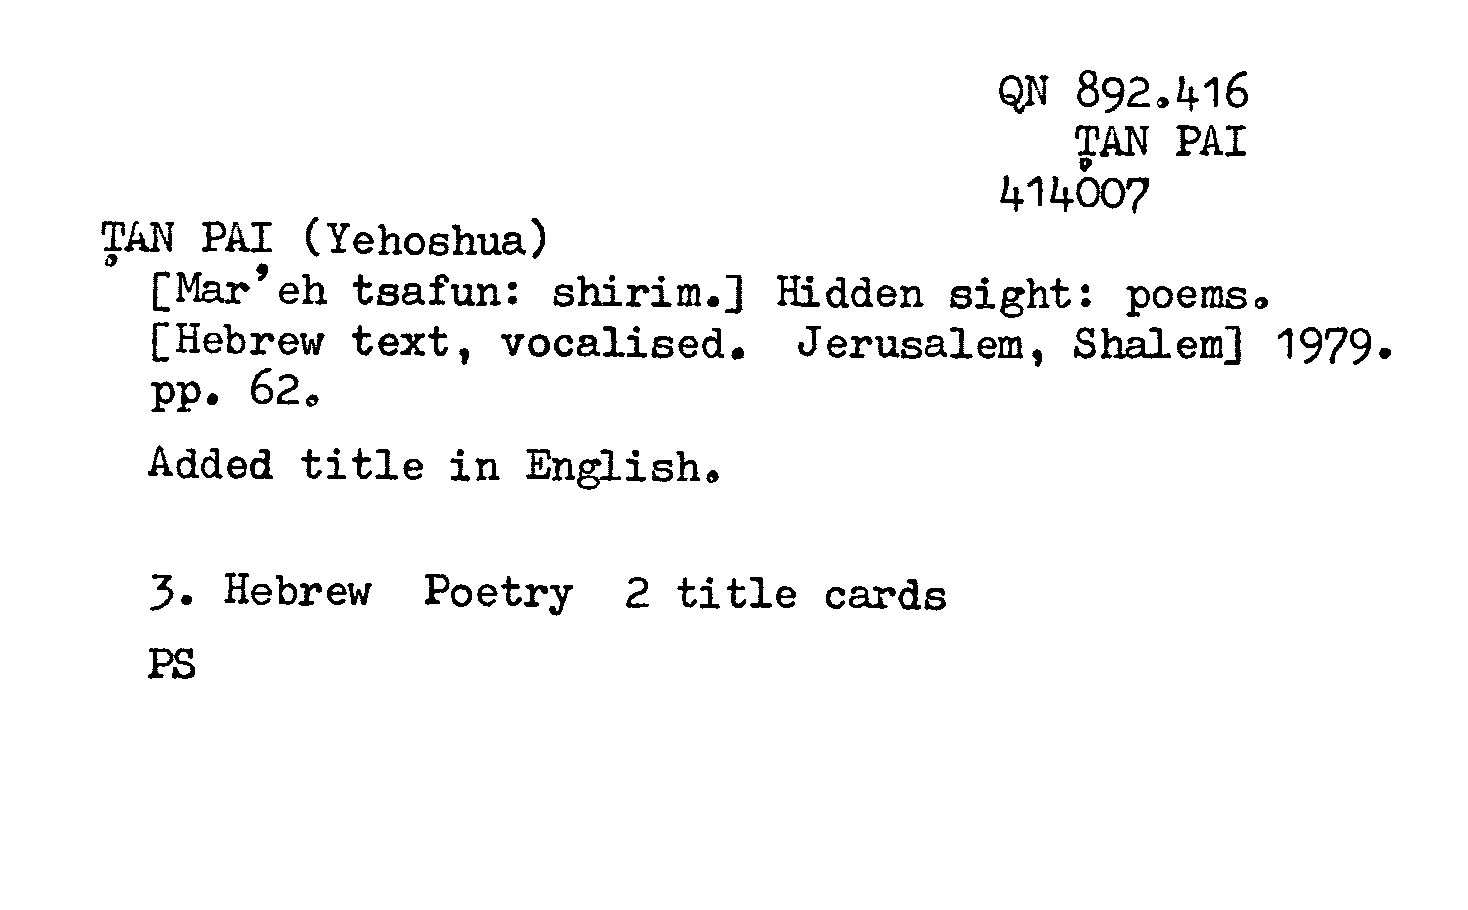 QN 892.416
ṬAN PAI
414007
ṬAN PAI (Yehoshua)
[Mar'eh tsafun: shirim.] Hidden sight: poems.
[Hebrew text, vocalised. Jerusalem, Shalem] 1979.
pp. 62.
Added title in English.
3. Hebrew Poetry 2 title cards
PS